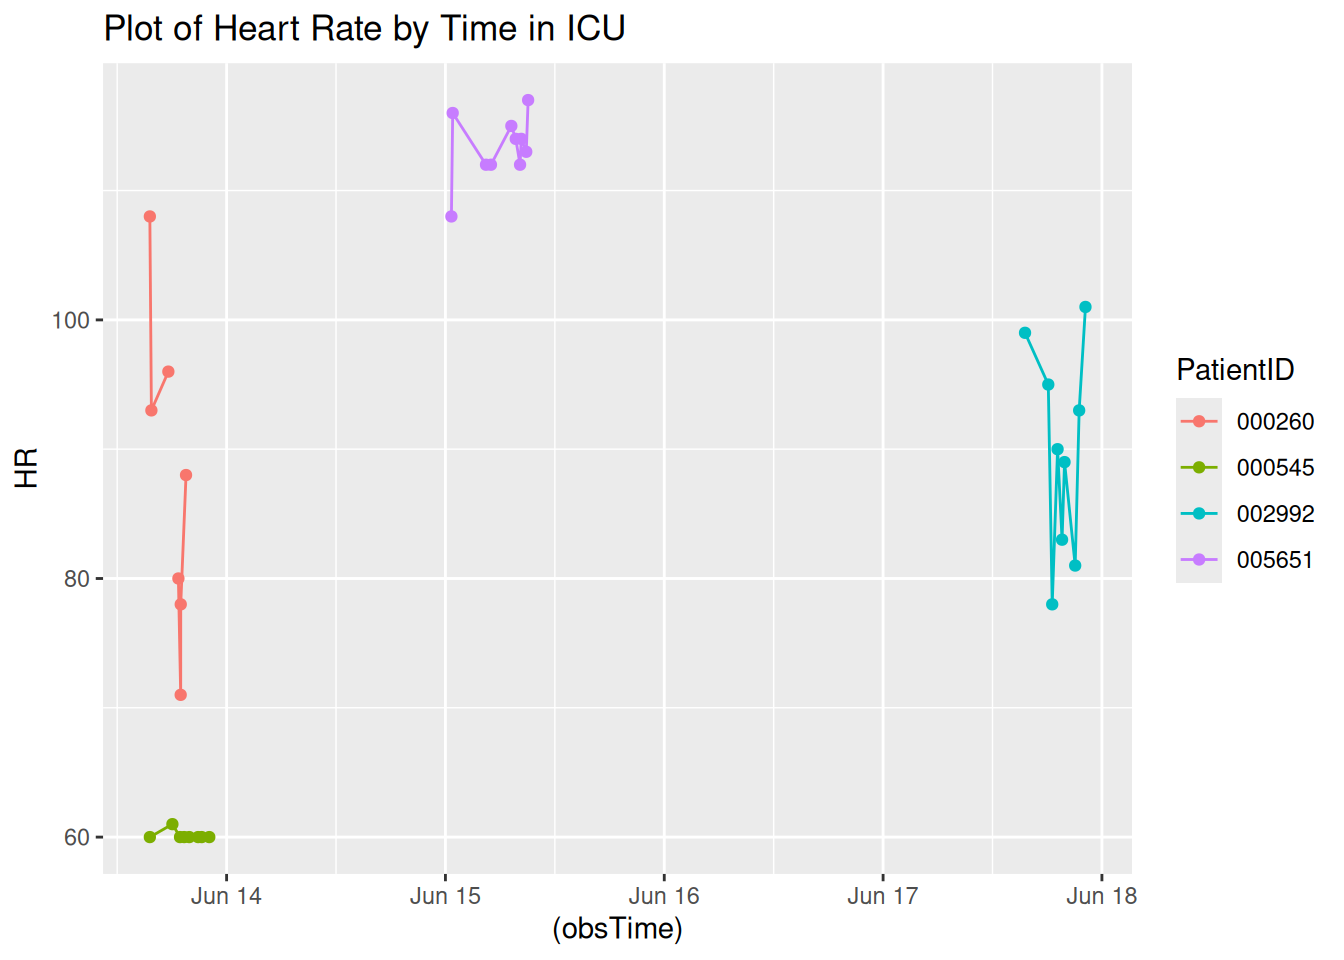 Plot of Heart Rate by Time in ICU
HR
100
80
60
Jun 14 Jun 15 Jun 16 Jun 17 Jun 18
(obsTime)
PatientID
000260
000545
002992
005651